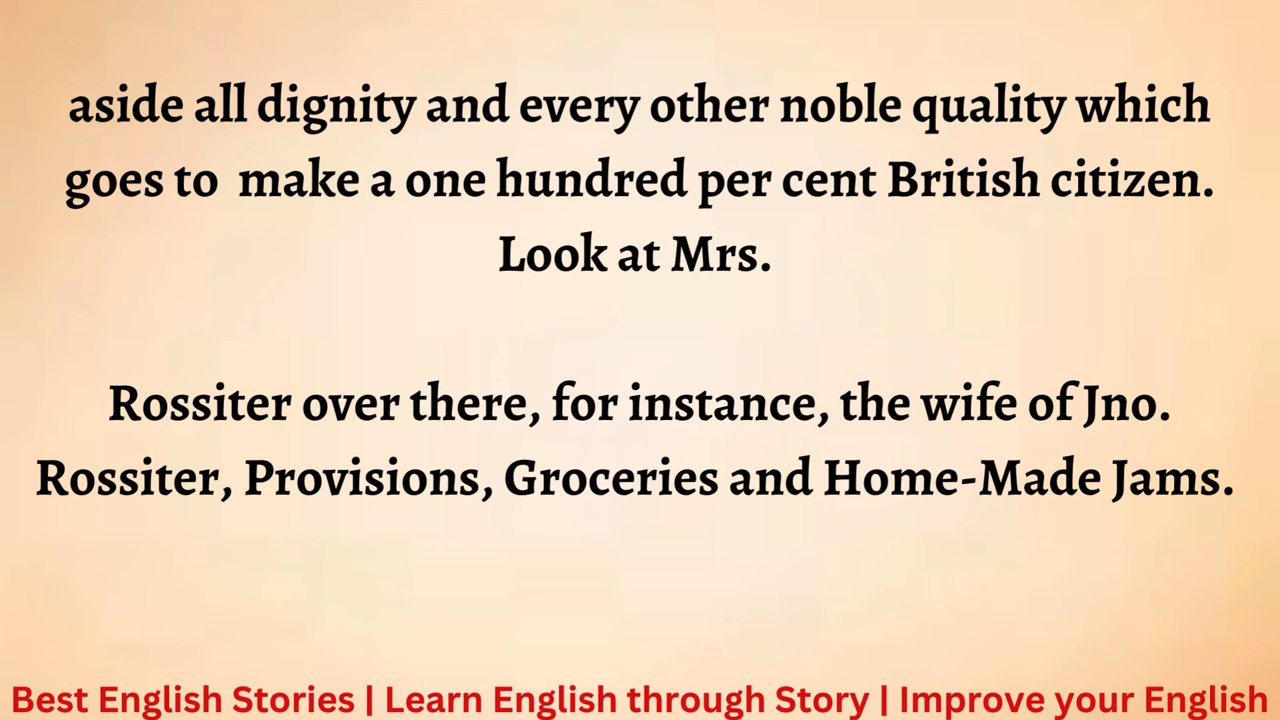 aside all dignity and every other noble quality which
goes to  make a one hundred per cent British citizen.
Look at Mrs.
Rossiter over there, for instance, the wife of Jno.
Rossiter, Provisions, Groceries and Home-Made Jams.
Best English Stories | Learn English through Story | Improve your English